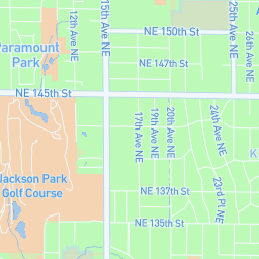 12th Ave NE
15th Ave NE
25th Ave NE
26th Ave NE
NE 150th St
Paramount
Park
NE 147th St
NE 145th St
17th Ave NE
19th Ave NE
20th Ave NE
24th Ave NE
Jackson Park
Golf Course
NE 137th St
23rd Pl NE
NE 135th St